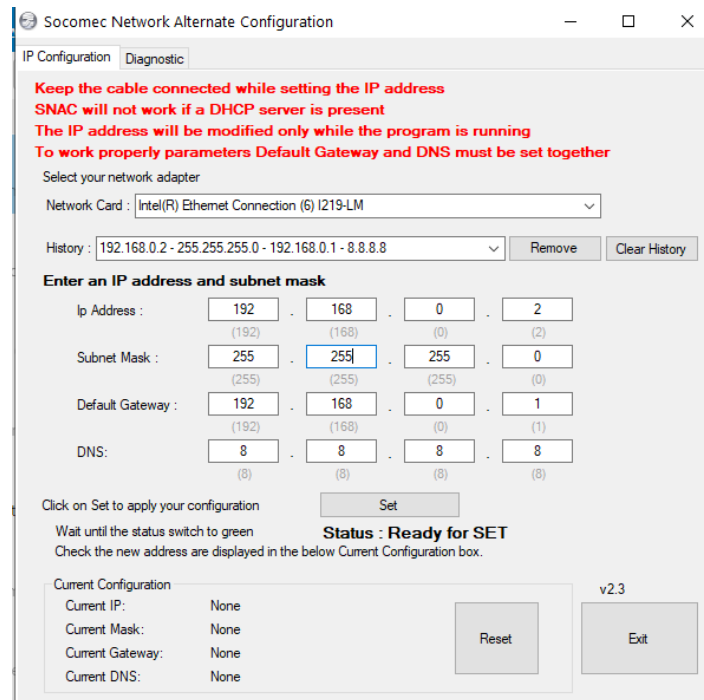 Socomec Network Alternate Configuration
IP Configuration Diagnostic
Keep the cable connected while setting the IP address
SNAC will not work if a DHCP server is present
The IP address will be modified only while the program is running
To work properly parameters Default Gateway and DNS must be set together
Select your network adapter
Network Card : Intel(R) Ethernet Connection (6) I219-LM
History : 192.168.0.2 - 255.255.255.0 - 192.168.0.1 - 8.8.8.8 Remove Clear History
Enter an IP address and subnet mask
Ip Address : 192 . 168 . 0 . 2
(192) (168) (0) (2)
Subnet Mask : 255 . 255 . 255 . 0
(255) (255) (255) (0)
Default Gateway : 192 . 168 . 0 . 1
(192) (168) (0) (1)
DNS: 8 . 8 . 8 . 8
(8) (8) (8) (8)
Click on Set to apply your configuration Set
Wait until the status switch to green Status : Ready for SET
Check the new address are displayed in the below Current Configuration box.
Current Configuration v2.3
Current IP: None
Current Mask: None
Current Gateway: None
Current DNS: None
Reset Exit